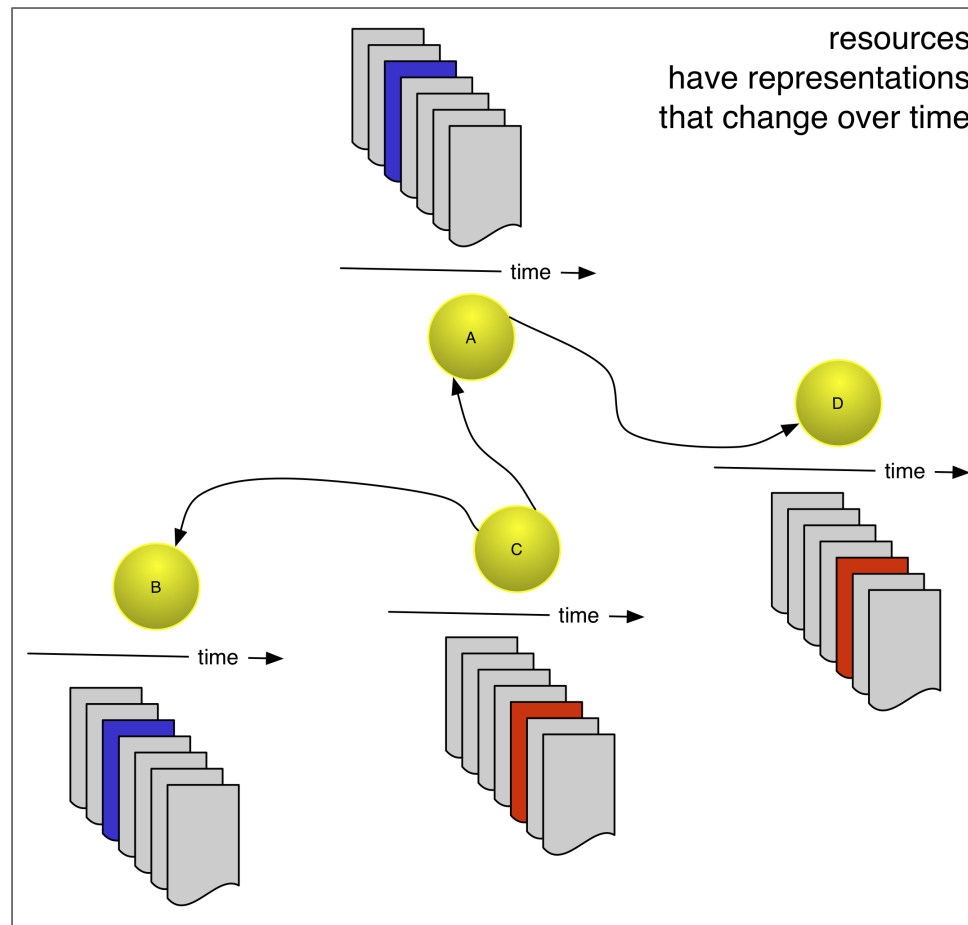 resources
have representations
that change over time
time
A
D
time
C
B
time
time